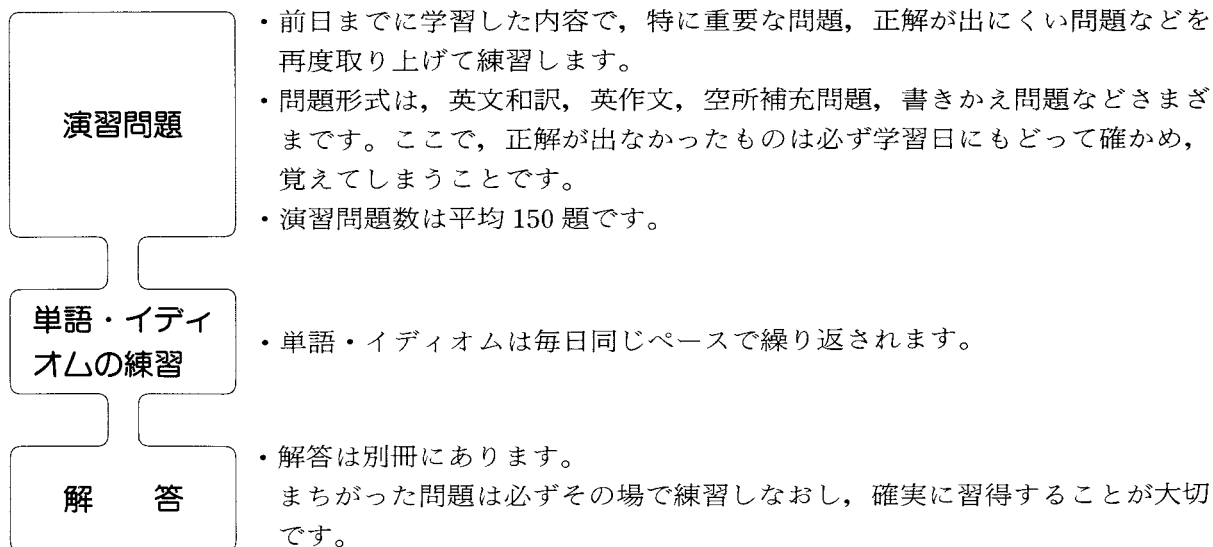 演習問題
・前日までに学習した内容で，特に重要な問題，正解が出にくい問題などを
再度取り上げて練習します。
・問題形式は，英文和訳，英作文，空所補充問題，書きかえ問題などさまざ
まです。ここで，正解が出なかったものは必ず学習日にもどって確かめ，
覚えてしまうことです。
・演習問題数は平均 150 題です。
単語・イディ
オムの練習
・単語・イディオムは毎日同じペースで繰り返されます。
解　　答
・解答は別冊にあります。
まちがった問題は必ずその場で練習しなおし，確実に習得することが大切
です。